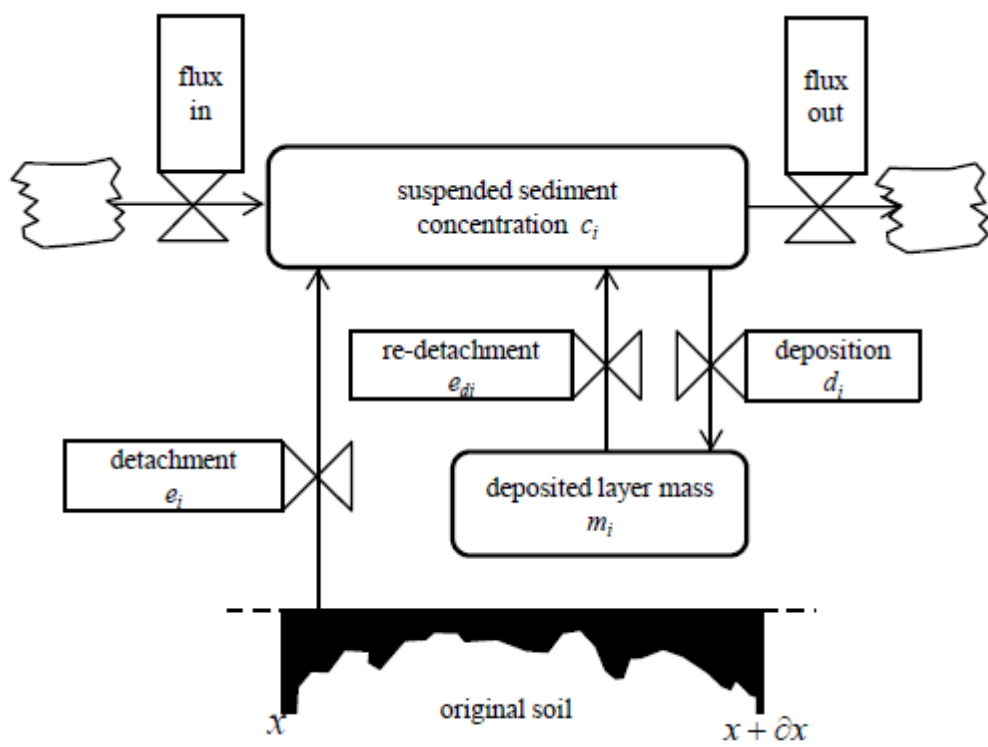 flux
in
flux
out
suspended sediment
concentration c_i
re-detachment
e_di
deposition
d_i
detachment
e_i
deposited layer mass
m_i
original soil
x
x + ∂x